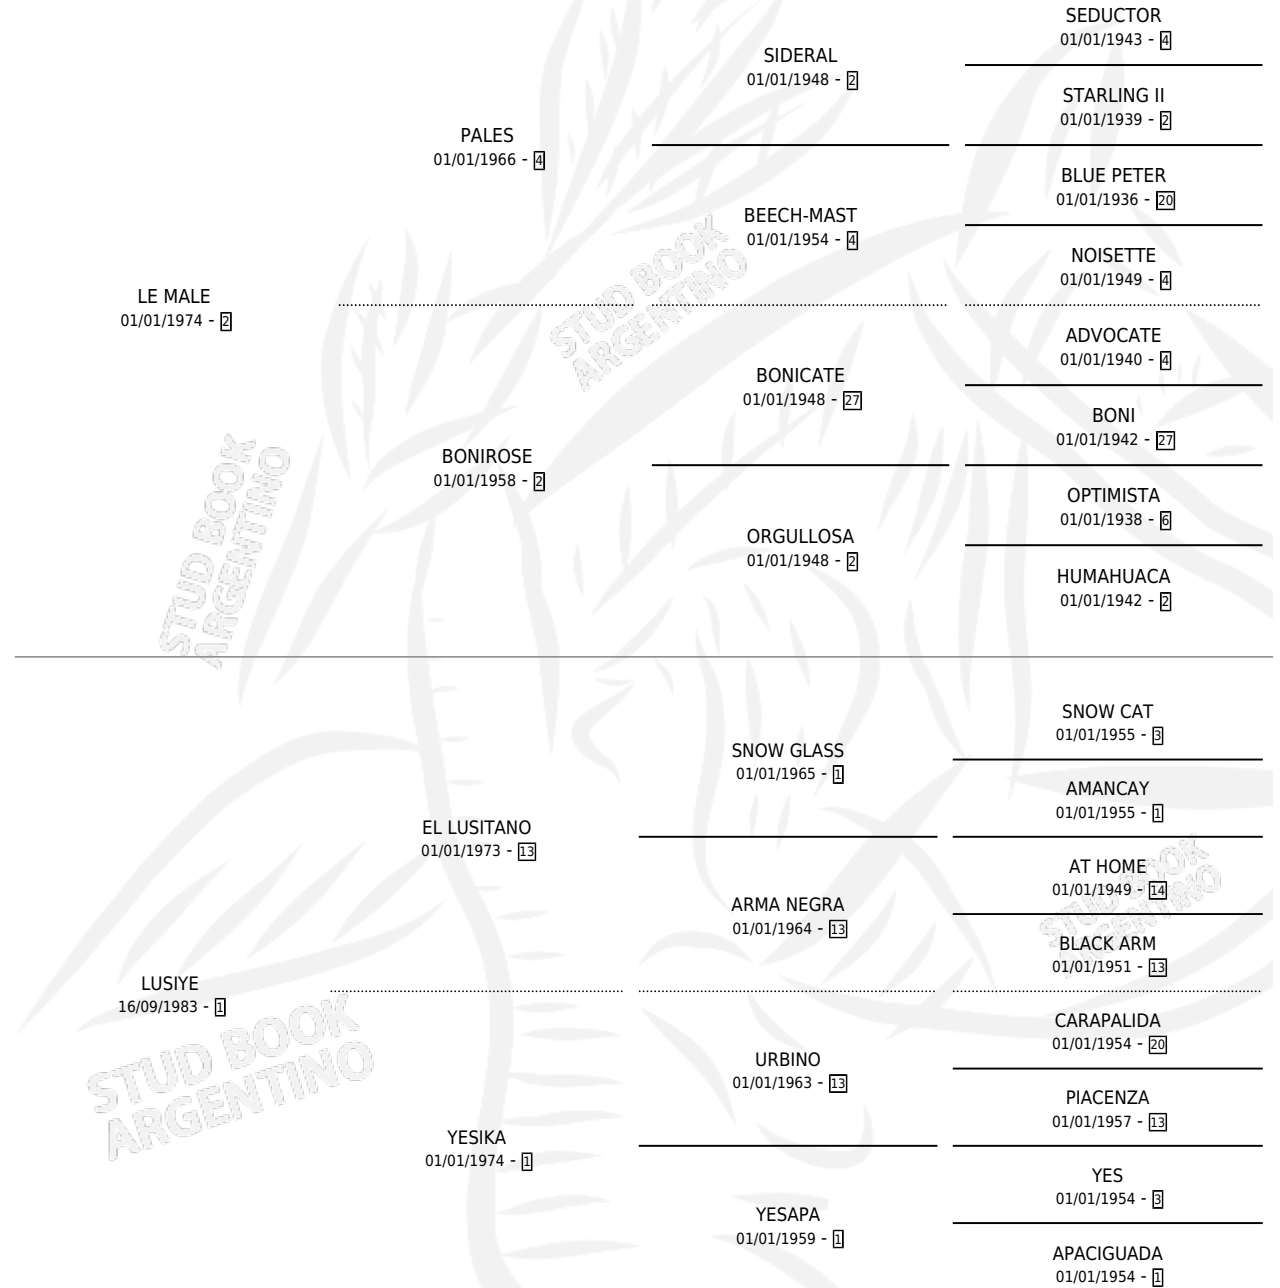 SEDUCTOR
01/01/1943 - 4
SIDERAL
01/01/1948 - 2
STARLING II
01/01/1939 - 2
PALES
01/01/1966 - 4
BLUE PETER
01/01/1936 - 20
BEECH-MAST
01/01/1954 - 4
NOISETTE
01/01/1949 - 4
LE MALE
01/01/1974 - 2
ADVOCATE
01/01/1940 - 4
BONICATE
01/01/1948 - 27
BONI
01/01/1942 - 27
BONIROSE
01/01/1958 - 2
OPTIMISTA
01/01/1938 - 6
ORGULLOSA
01/01/1948 - 2
HUMAHUACA
01/01/1942 - 2
SNOW CAT
01/01/1955 - 3
SNOW GLASS
01/01/1965 - 1
AMANCAY
01/01/1955 - 1
EL LUSITANO
01/01/1973 - 13
AT HOME
01/01/1949 - 14
ARMA NEGRA
01/01/1964 - 13
BLACK ARM
01/01/1951 - 13
LUSIYE
16/09/1983 - 1
CARAPALIDA
01/01/1954 - 20
URBINO
01/01/1963 - 13
PIACENZA
01/01/1957 - 13
YESIKA
01/01/1974 - 1
YES
01/01/1954 - 3
YESAPA
01/01/1959 - 1
APACIGUADA
01/01/1954 - 1
STUD BOOK
ARGENTINO
STUD BOOK
ARGENTINO
STUD BOOK
ARGENTINO
STUD BOOK
ARGENTINO